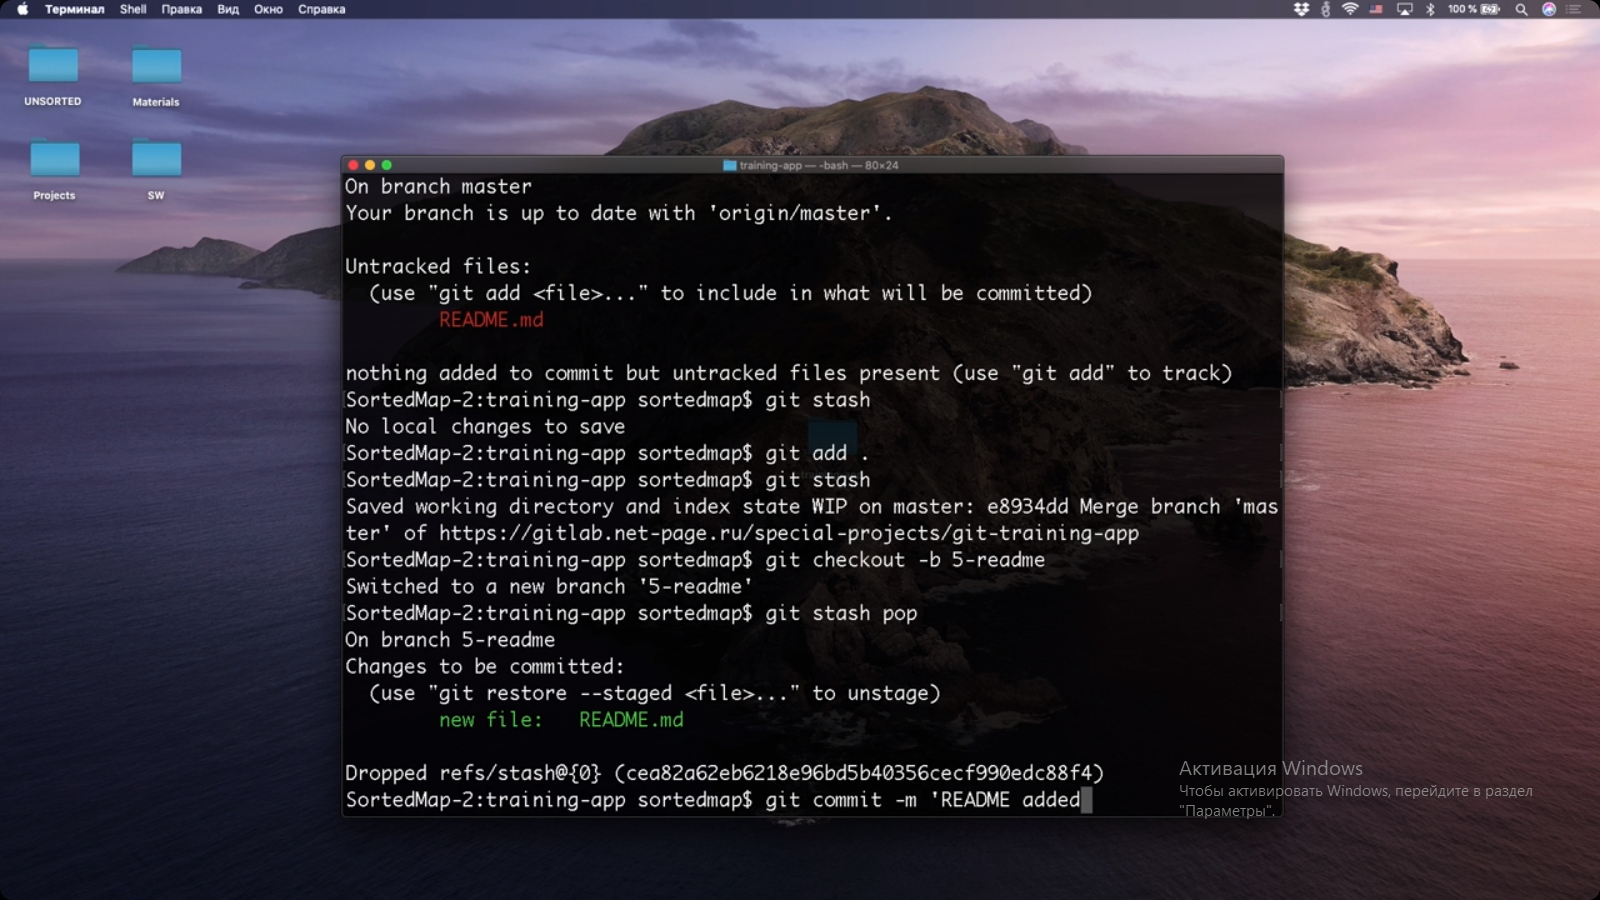 Терминал Shell Правка Вид Окно Справка
100 %
UNSORTED
Materials
Projects
SW
training-app — -bash — 80×24
On branch master
Your branch is up to date with 'origin/master'.
Untracked files:
(use "git add <file>..." to include in what will be committed)
README.md
nothing added to commit but untracked files present (use "git add" to track)
SortedMap-2:training-app sortedmap$ git stash
No local changes to save
SortedMap-2:training-app sortedmap$ git add .
SortedMap-2:training-app sortedmap$ git stash
Saved working directory and index state WIP on master: e8934dd Merge branch 'mas
ter' of https://gitlab.net-page.ru/special-projects/git-training-app
SortedMap-2:training-app sortedmap$ git checkout -b 5-readme
Switched to a new branch '5-readme'
SortedMap-2:training-app sortedmap$ git stash pop
On branch 5-readme
Changes to be committed:
(use "git restore --staged <file>..." to unstage)
new file: README.md
Dropped refs/stash@{0} (cea82a62eb6218e96bd5b40356cecf990edc88f4)
SortedMap-2:training-app sortedmap$ git commit -m 'README added
Активация Windows
Чтобы активировать Windows, перейдите в раздел
"Параметры".